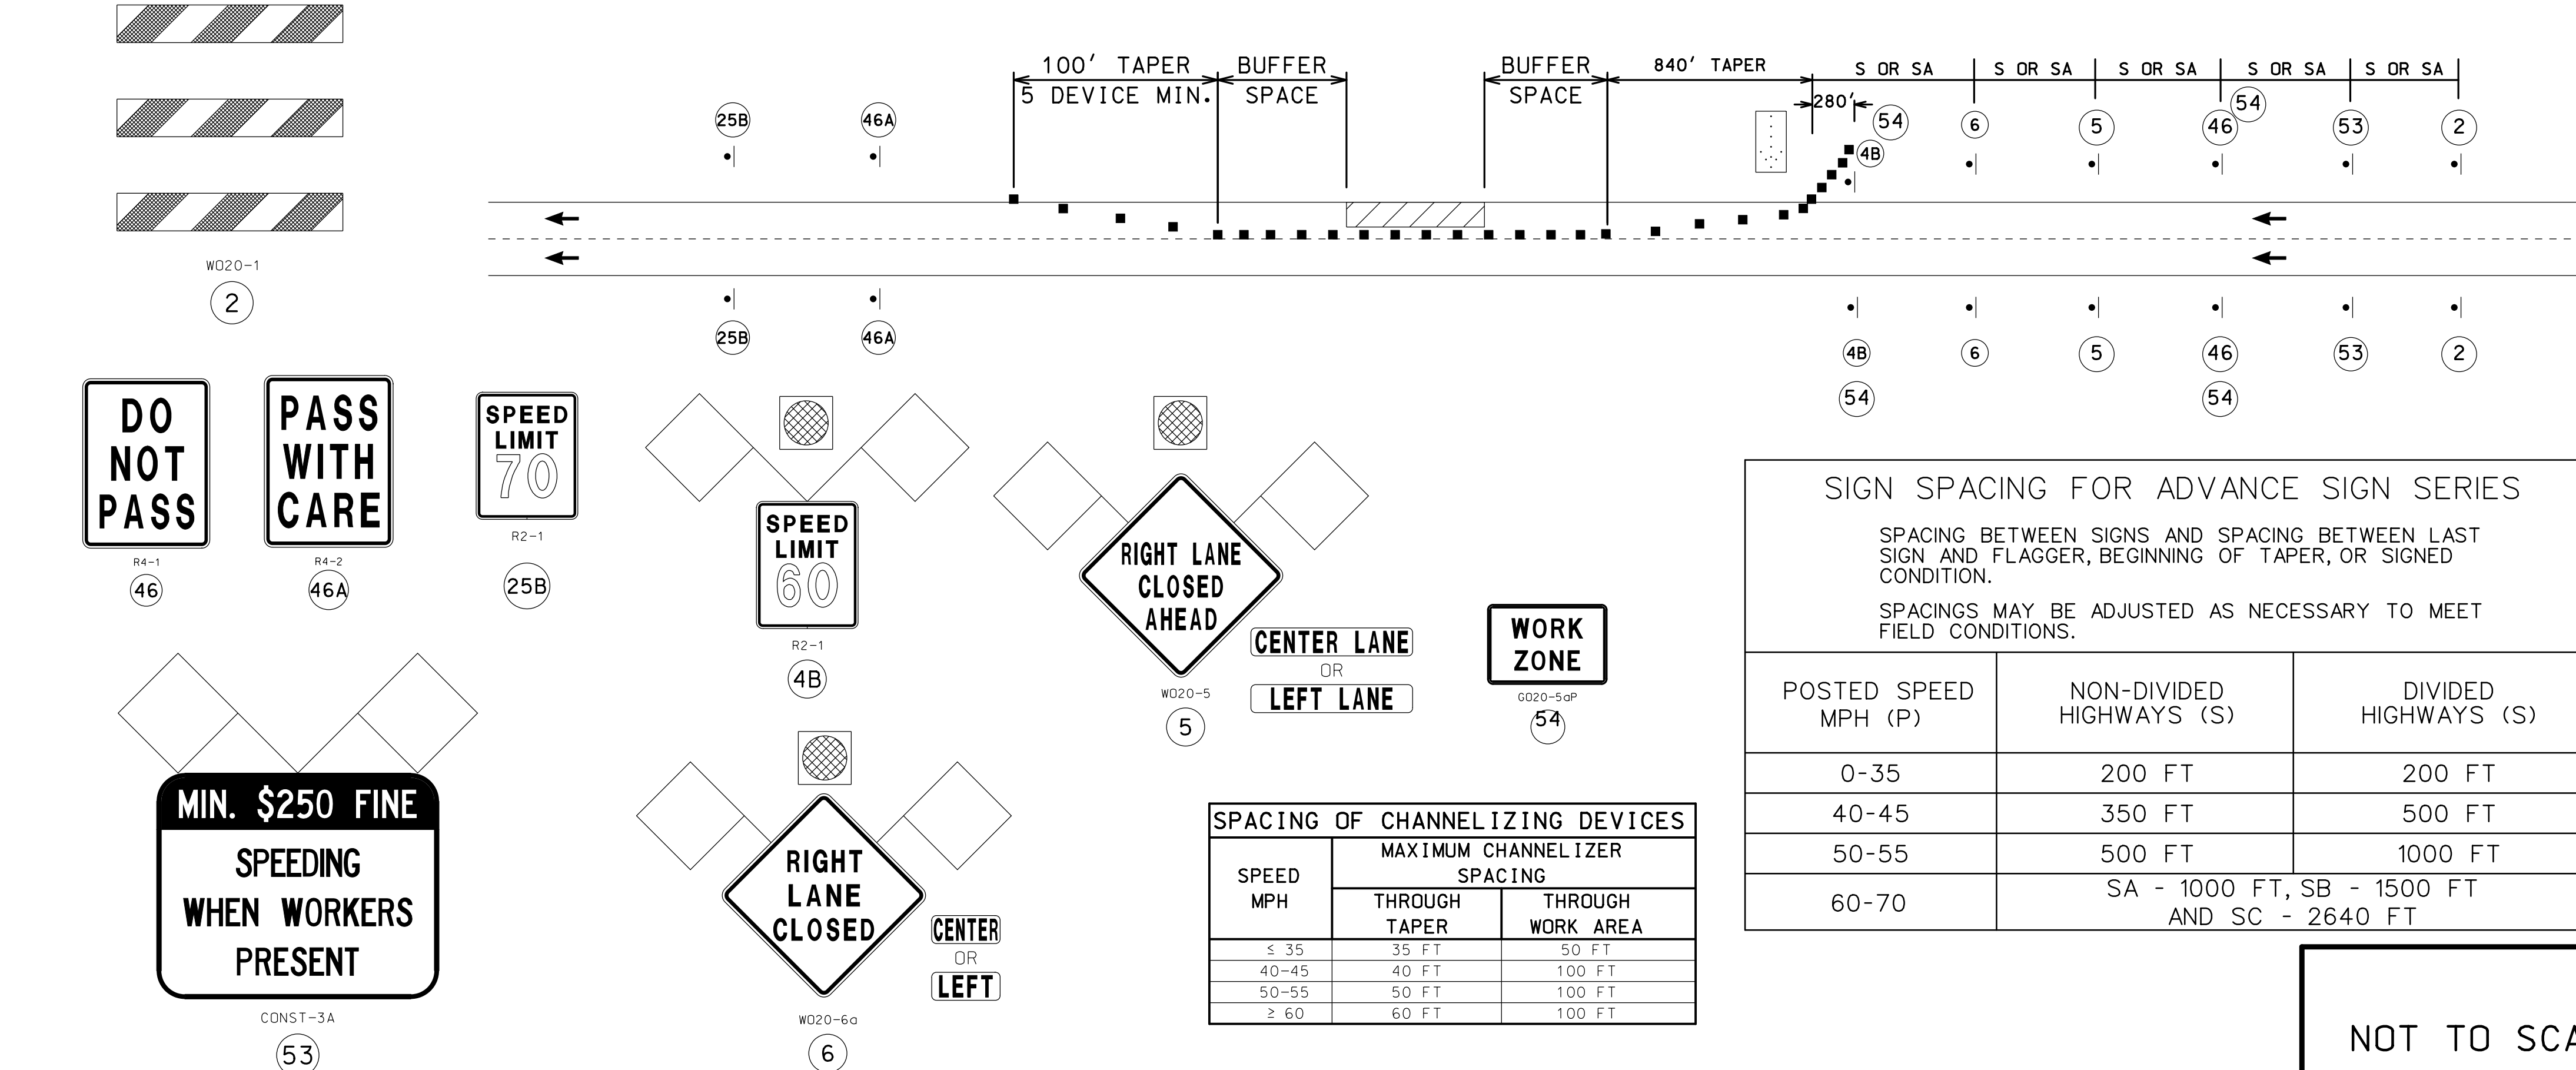 100' TAPER
5 DEVICE MIN.
BUFFER
SPACE
BUFFER
SPACE
840' TAPER
S OR SA
S OR SA
S OR SA
S OR SA
S OR SA
280'
25B
46A
54
4B
6
5
46
54
53
2
25B
46A
4B
54
6
5
46
54
53
2
W020-1
2
DO
NOT
PASS
R4-1
46
PASS
WITH
CARE
R4-2
46A
SPEED
LIMIT
70
R2-1
25B
SPEED
LIMIT
60
R2-1
4B
RIGHT LANE
CLOSED
AHEAD
W020-5
5
CENTER LANE
OR
LEFT LANE
WORK
ZONE
G020-5aP
54
MIN. $250 FINE
SPEEDING
WHEN WORKERS
PRESENT
CONST-3A
53
RIGHT
LANE
CLOSED
W020-6a
6
CENTER
OR
LEFT
SPACING OF CHANNELIZING DEVICES
SPEED
MPH
MAXIMUM CHANNELIZER
SPACING
THROUGH
TAPER
THROUGH
WORK AREA
≤ 35 35 FT 50 FT
40-45 40 FT 100 FT
50-55 50 FT 100 FT
≥ 60 60 FT 100 FT
SIGN SPACING FOR ADVANCE SIGN SERIES
SPACING BETWEEN SIGNS AND SPACING BETWEEN LAST
SIGN AND FLAGGER, BEGINNING OF TAPER, OR SIGNED
CONDITION.
SPACINGS MAY BE ADJUSTED AS NECESSARY TO MEET
FIELD CONDITIONS.
POSTED SPEED
MPH (P)
NON-DIVIDED
HIGHWAYS (S)
DIVIDED
HIGHWAYS (S)
0-35 200 FT 200 FT
40-45 350 FT 500 FT
50-55 500 FT 1000 FT
60-70
SA - 1000 FT, SB - 1500 FT
AND SC - 2640 FT
NOT TO SCA